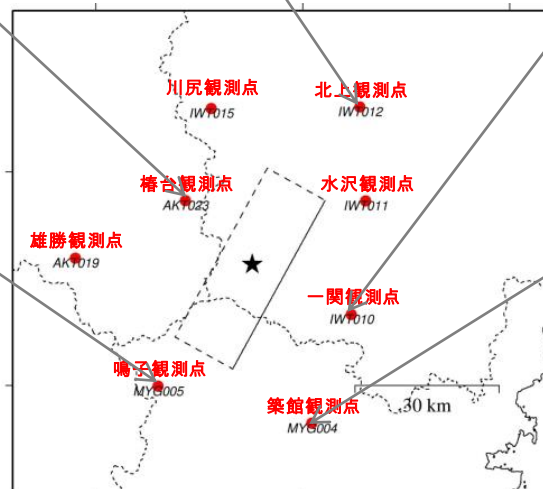 川尻観測点
IWT015
北上観測点
IWT012
椿台観測点
AKT023
水沢観測点
IWT011
雄勝観測点
AKT019
一関観測点
IWT010
鳴子観測点
MYG005
築館観測点
MYG004
30 km